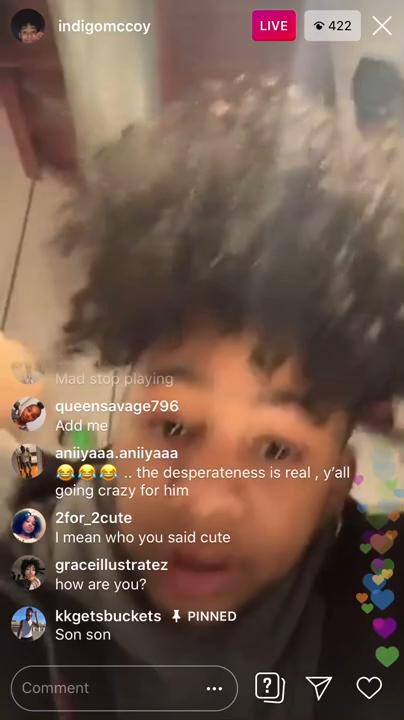 indigomccoy
LIVE
422
Mad stop playing
queensavage796
Add me
aniiyaaa.aniiyaaa
😂😂😂 .. the desperateness is real , y'all
going crazy for him
2for_2cute
I mean who you said cute
graceillustratez
how are you?
kkgetsbuckets PINNED
Son son
Comment